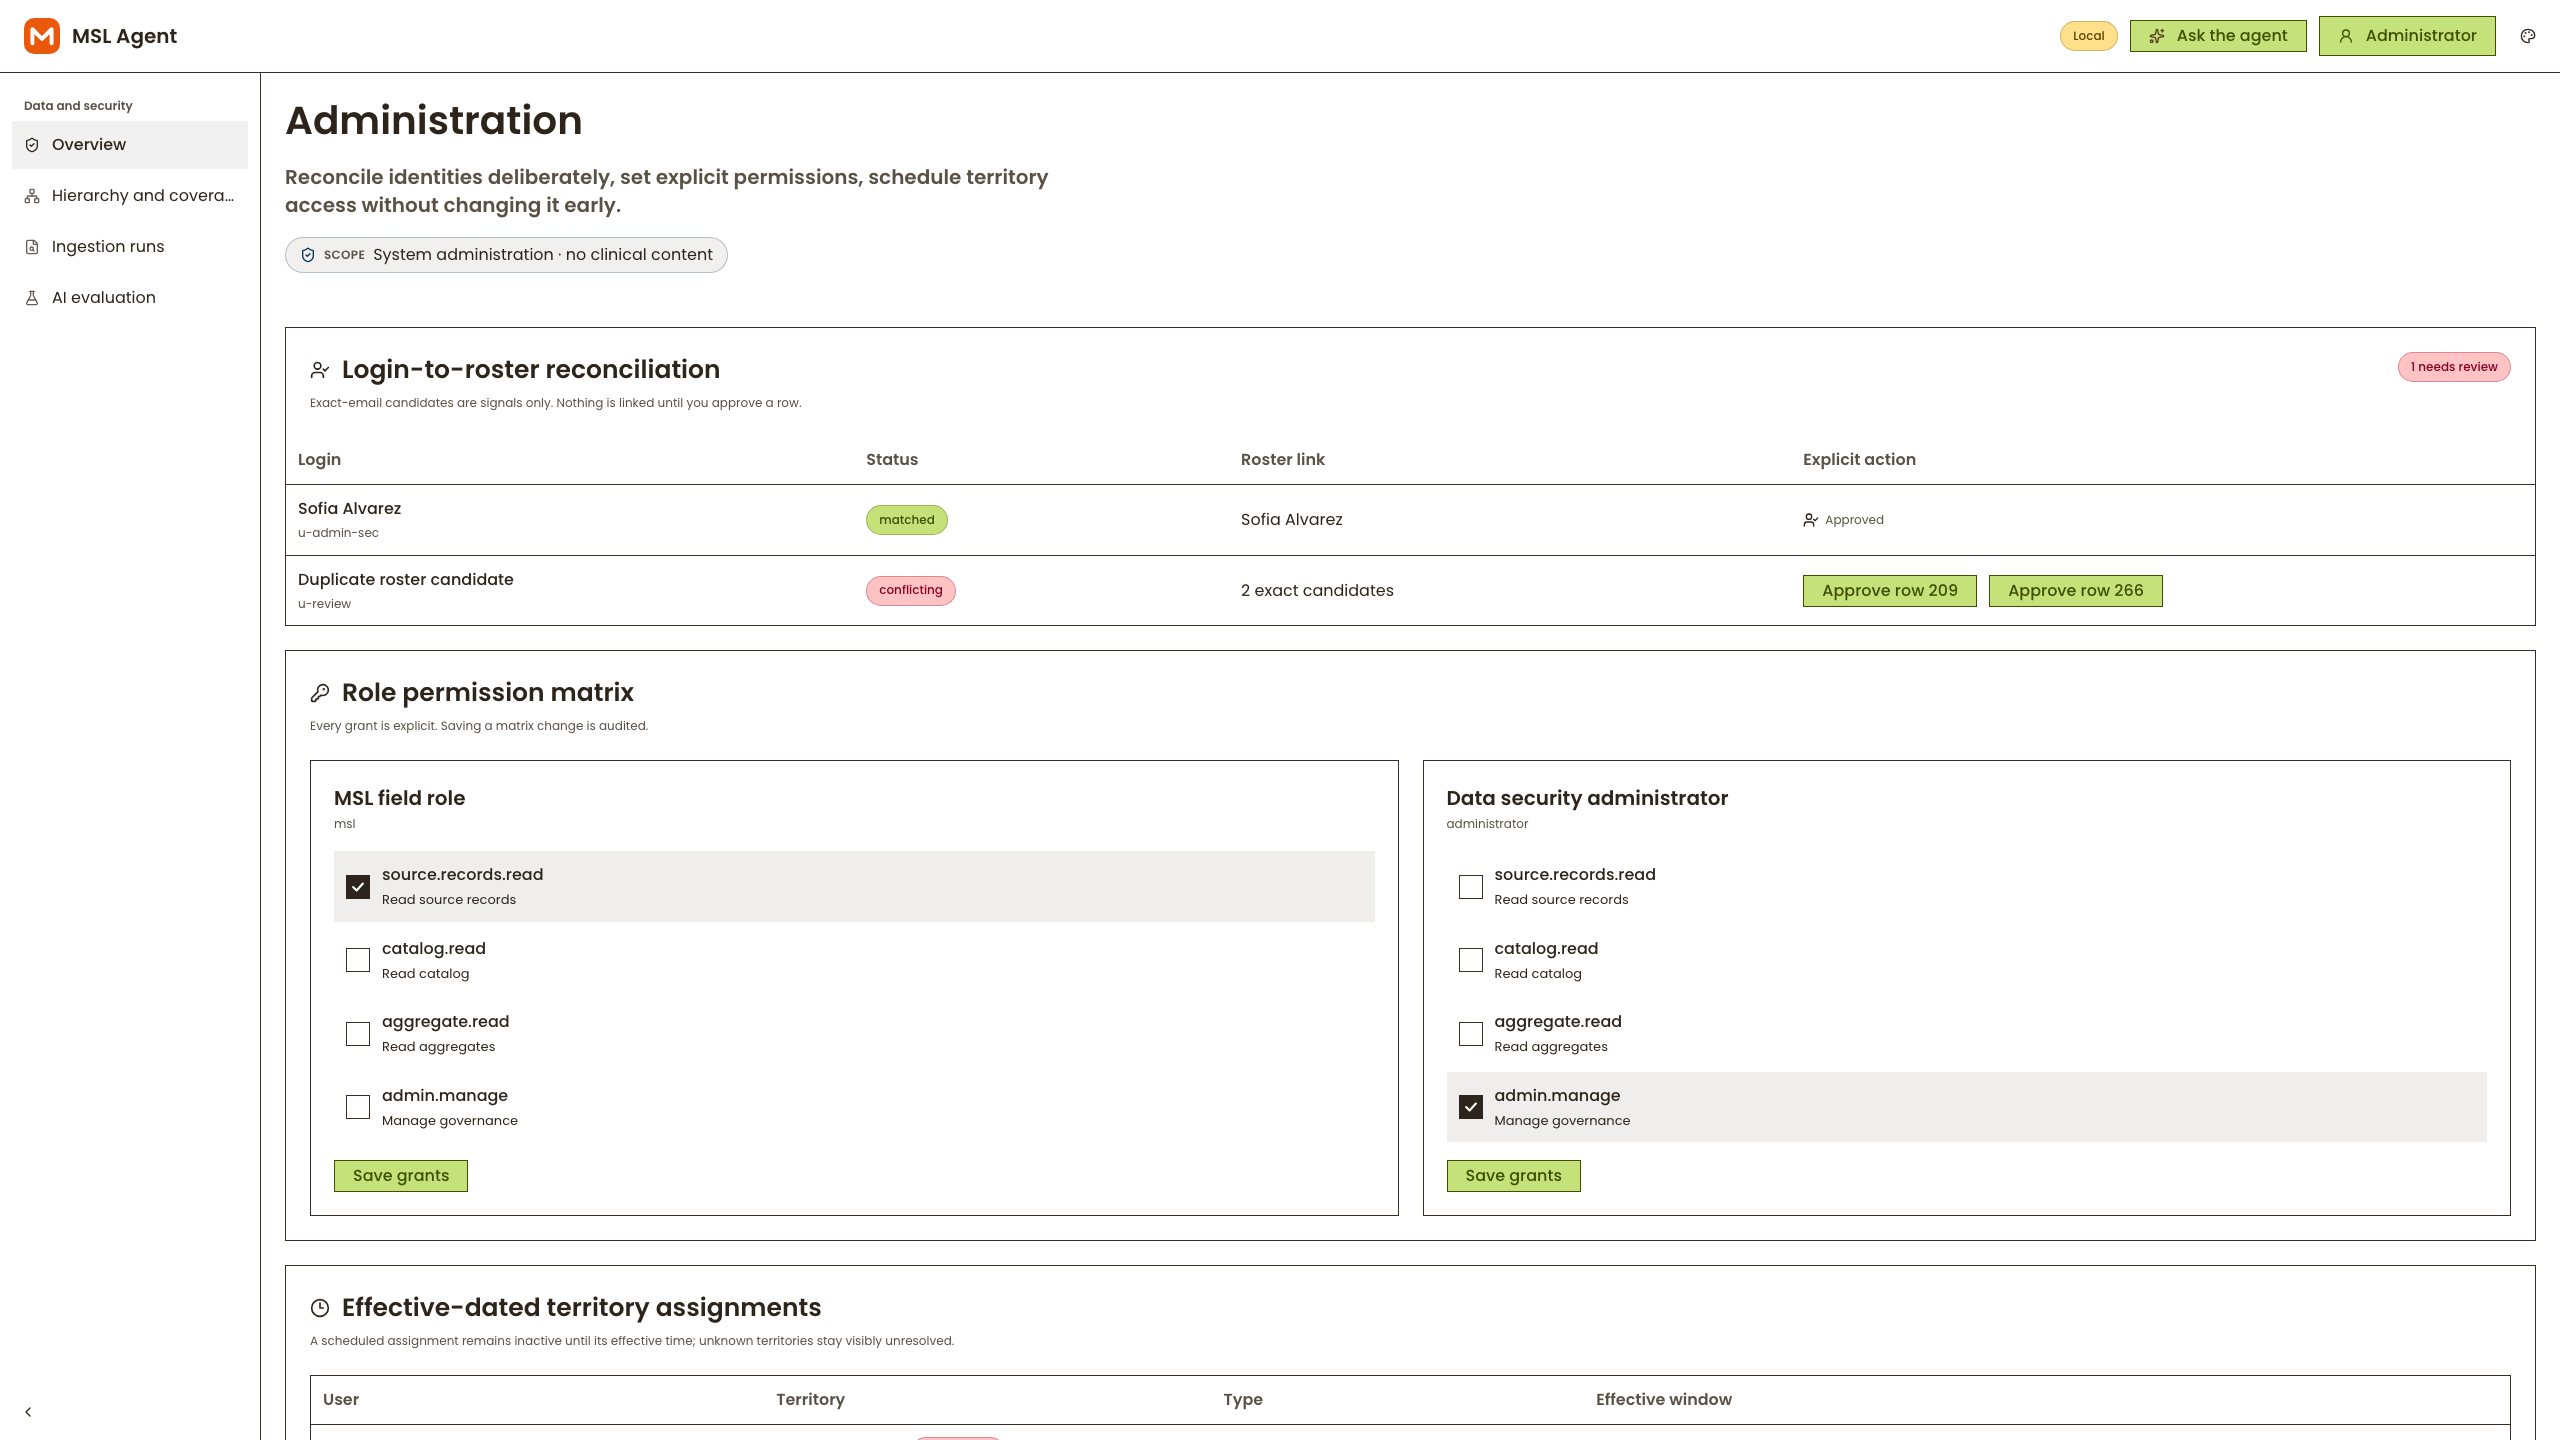 MSL Agent
Local
Ask the agent
Administrator
Data and security
Overview
Hierarchy and covera...
Ingestion runs
AI evaluation
Administration
Reconcile identities deliberately, set explicit permissions, schedule territory
access without changing it early.
SCOPE System administration · no clinical content
Login-to-roster reconciliation
1 needs review
Exact-email candidates are signals only. Nothing is linked until you approve a row.
Login Status Roster link Explicit action
Sofia Alvarez
u-admin-sec
matched
Sofia Alvarez
Approved
Duplicate roster candidate
u-review
conflicting
2 exact candidates
Approve row 209
Approve row 266
Role permission matrix
Every grant is explicit. Saving a matrix change is audited.
MSL field role
msl
source.records.read
Read source records
catalog.read
Read catalog
aggregate.read
Read aggregates
admin.manage
Manage governance
Save grants
Data security administrator
administrator
source.records.read
Read source records
catalog.read
Read catalog
aggregate.read
Read aggregates
admin.manage
Manage governance
Save grants
Effective-dated territory assignments
A scheduled assignment remains inactive until its effective time; unknown territories stay visibly unresolved.
User Territory Type Effective window